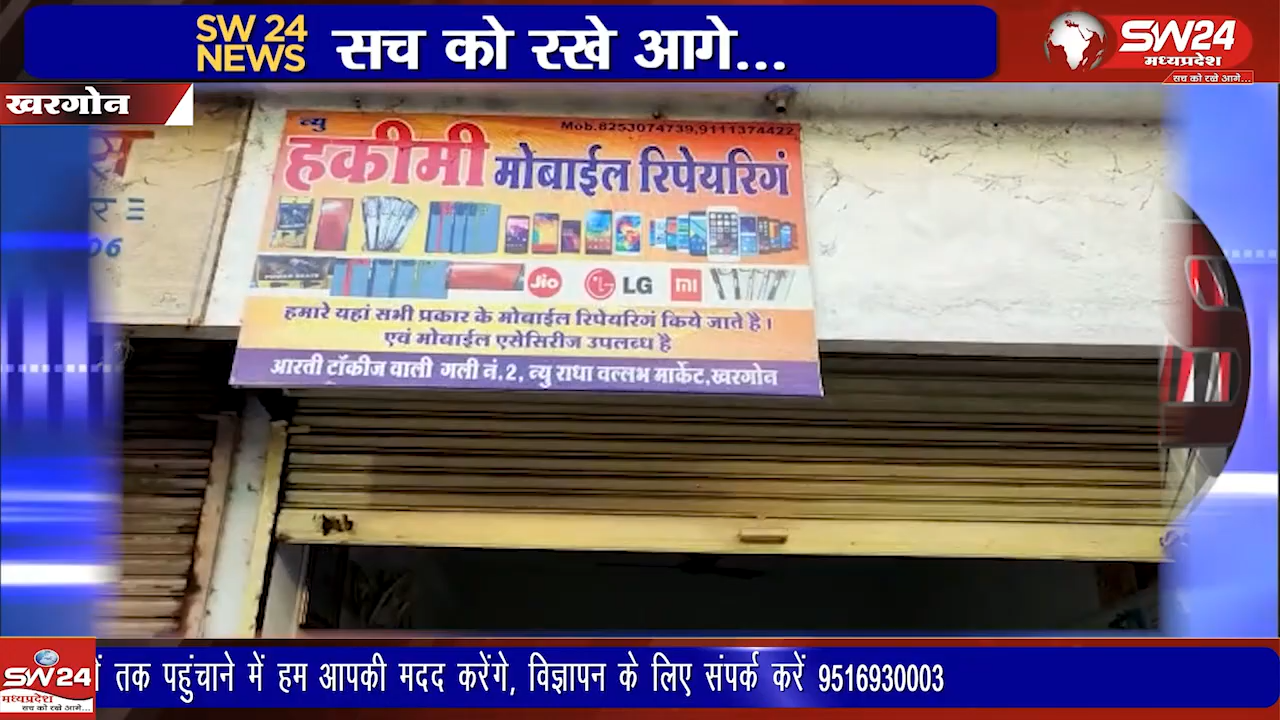 SW 24 NEWS सच को रखे आगे...
SW24
मध्यप्रदेश
सच को रखे आगे...
खरगोन
न्यु
Mob.8253074739,9111374422
हकीमी मोबाईल रिपेयरिगं
Jio LG MI
हमारे यहां सभी प्रकार के मोबाईल रिपेयरिगं किये जाते है।
एवं मोबाईल एसेसिरीज उपलब्ध है
आरती टॉकीज वाली गली नं.2, न्यु राधा वल्लभ मार्केट,खरगोन
06
SW24
मध्यप्रदेश
सच को रखे आगे...
तक पहुंचाने में हम आपकी मदद करेंगे, विज्ञापन के लिए संपर्क करें 9516930003